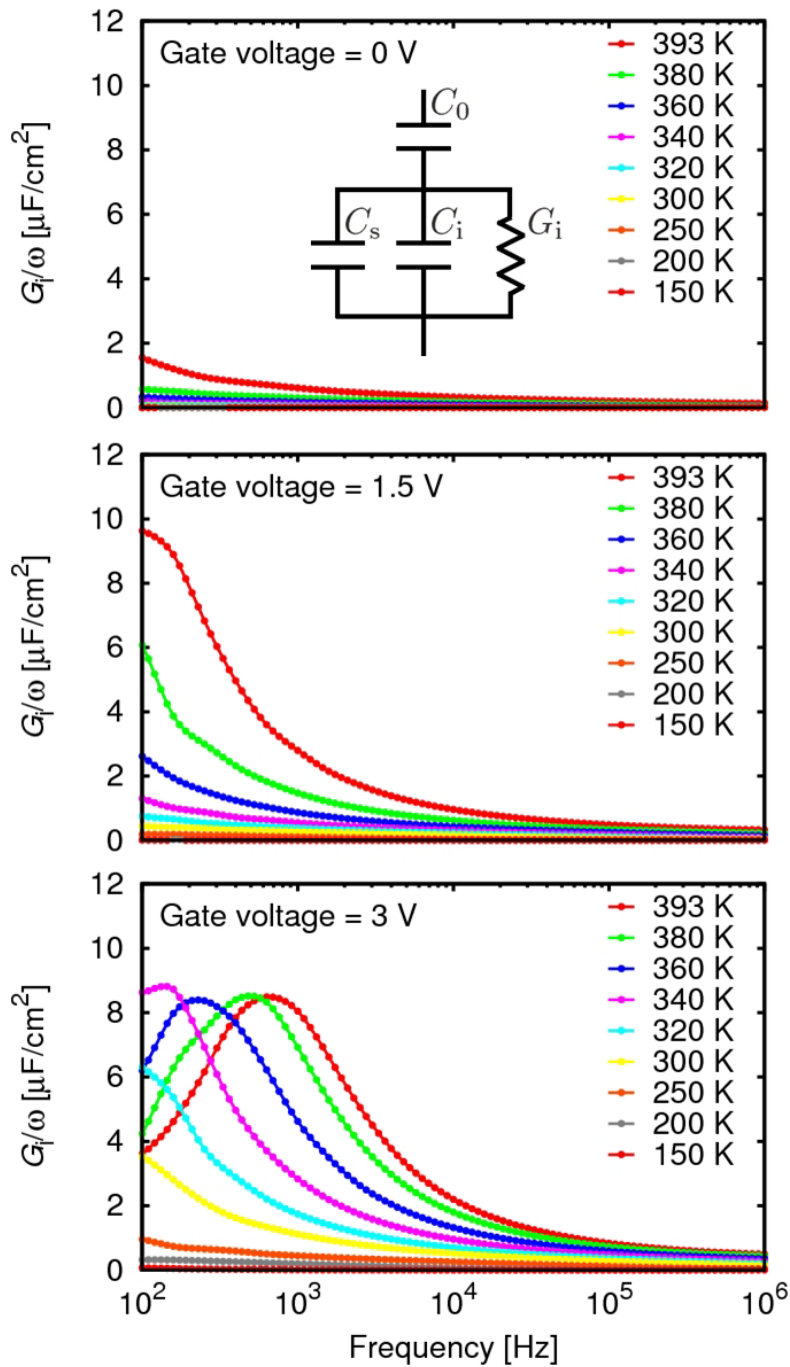 Gate voltage = 0 V
12
10
8
6
4
2
0
Gᵢ/ω [μF/cm²]
C₀
Cₛ
Cᵢ
Gᵢ
393 K
380 K
360 K
340 K
320 K
300 K
250 K
200 K
150 K
Gate voltage = 1.5 V
12
10
8
6
4
2
0
Gᵢ/ω [μF/cm²]
393 K
380 K
360 K
340 K
320 K
300 K
250 K
200 K
150 K
Gate voltage = 3 V
12
10
8
6
4
2
0
Gᵢ/ω [μF/cm²]
393 K
380 K
360 K
340 K
320 K
300 K
250 K
200 K
150 K
10² 10³ 10⁴ 10⁵ 10⁶
Frequency [Hz]